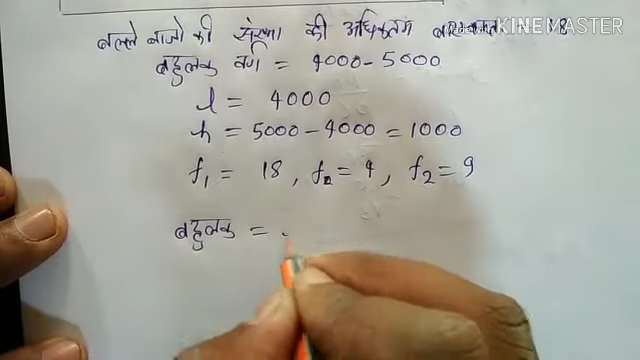 बल्ले बाजो की संख्या की अधिकतम 18
KINEMASTER
बहुलक वर्ग = 4000-5000
l = 4000
h = 5000-4000 = 1000
f₁ = 18, f₀ = 4, f₂ = 9
बहुलक =